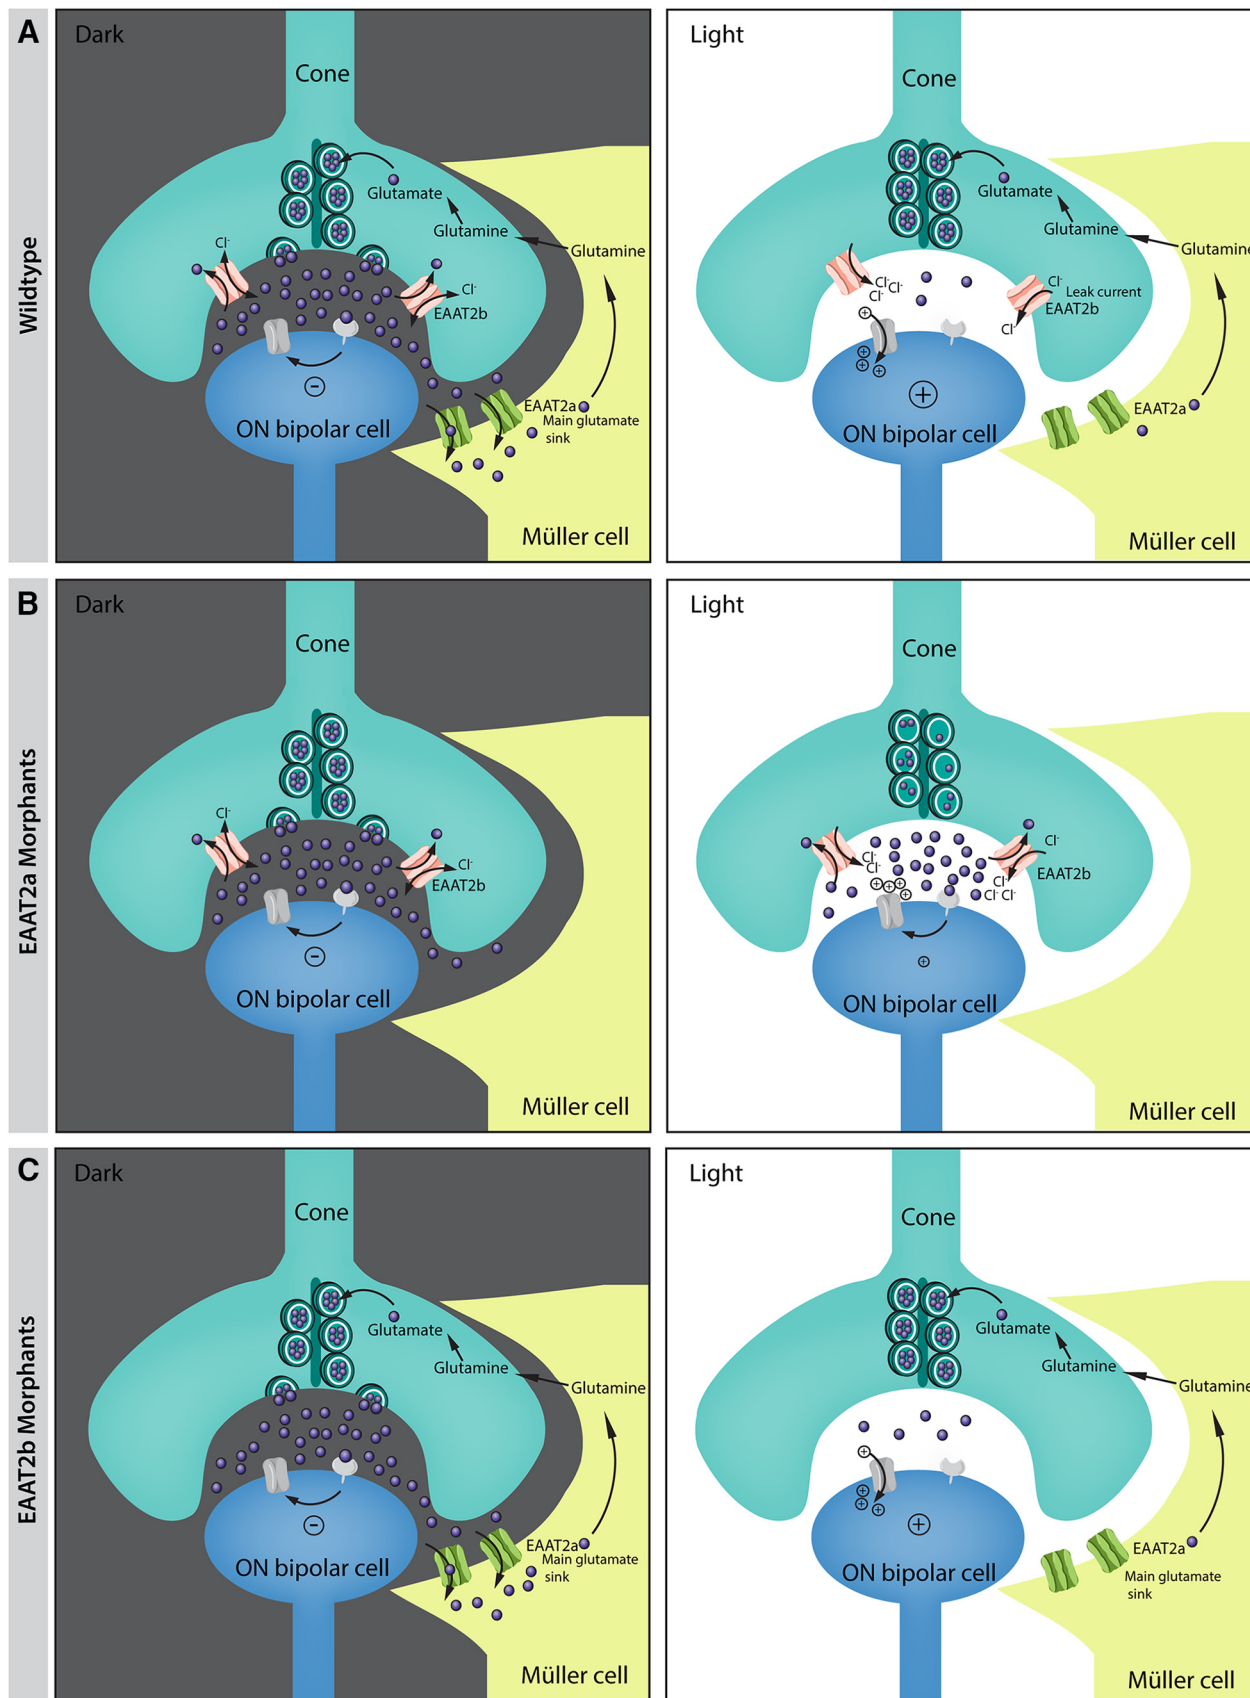 A
Wildtype
Dark
Cone
Glutamate
Glutamine
Glutamine
Cl-
Cl-
EAAT2b
EAAT2a
Main glutamate
sink
ON bipolar cell
Müller cell
Light
Cone
Glutamate
Glutamine
Glutamine
Cl- Cl-
Cl-
Cl-
Leak current
EAAT2b
Cl-
EAAT2a
ON bipolar cell
Müller cell
B
EAAT2a Morphants
Dark
Cone
Cl-
Cl-
EAAT2b
ON bipolar cell
Müller cell
Light
Cone
Cl-
Cl-
Cl-
EAAT2b
Cl-
Cl- Cl-
ON bipolar cell
Müller cell
C
EAAT2b Morphants
Dark
Cone
Glutamate
Glutamine
Glutamine
EAAT2a
Main glutamate
sink
ON bipolar cell
Müller cell
Light
Cone
Glutamate
Glutamine
Glutamine
EAAT2a
Main glutamate
sink
ON bipolar cell
Müller cell